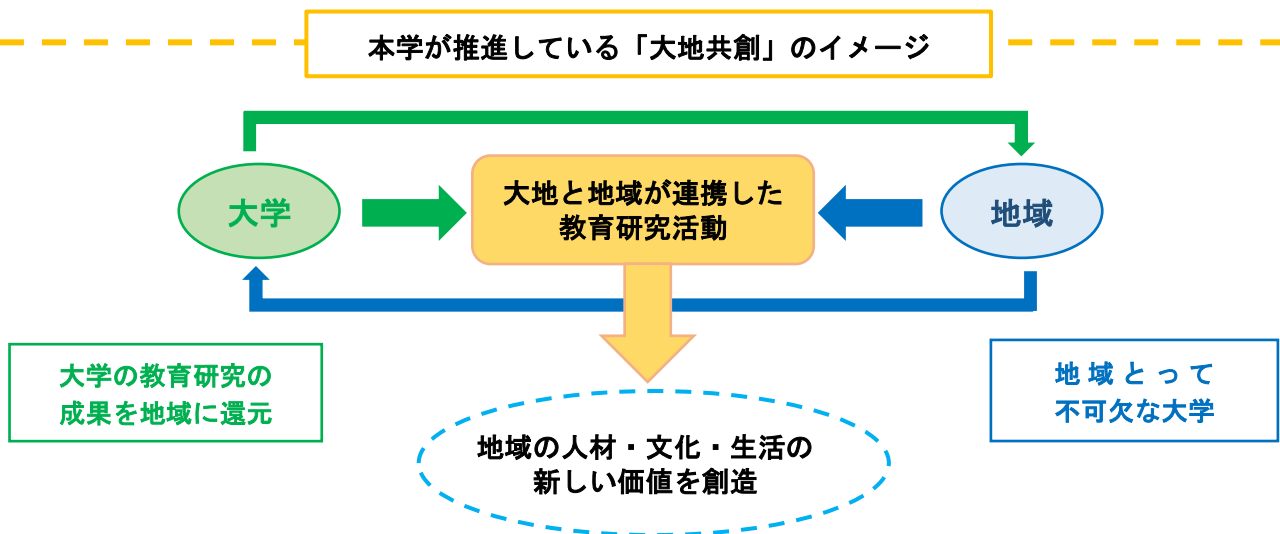 本学が推進している「大地共創」のイメージ
大学
大地と地域が連携した
教育研究活動
地域
大学の教育研究の
成果を地域に還元
地域とって
不可欠な大学
地域の人材・文化・生活の
新しい価値を創造